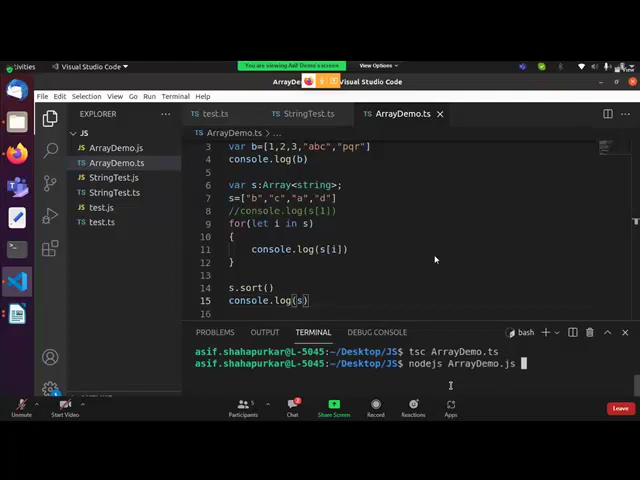 tivities
Visual Studio Code
You are viewing Asif Demo's screen
View Options
View
ArrayDe
Visual Studio Code
File Edit Selection View Go Run Terminal Help
EXPLORER
test.ts
StringTest.ts
ArrayDemo.ts
JS
ArrayDemo.ts > ...
ArrayDemo.js
ArrayDemo.ts
StringTest.js
StringTest.ts
test.js
test.ts
3 var b=[1,2,3,"abc","pqr"]
4 console.log(b)
5
6 var s:Array<string>;
7 s=["b","c","a","d"]
8 //console.log(s[1])
9 for(let i in s)
10 {
11 console.log(s[i])
12 }
13
14 s.sort()
15 console.log(s)
16
PROBLEMS OUTPUT TERMINAL DEBUG CONSOLE
bash
asif.shahapurkar@L-5045:~/Desktop/JS$ tsc ArrayDemo.ts
asif.shahapurkar@L-5045:~/Desktop/JS$ nodejs ArrayDemo.js
Unmute
Start Video
Participants
5
Chat
2
Share Screen
Record
Reactions
Apps
Leave